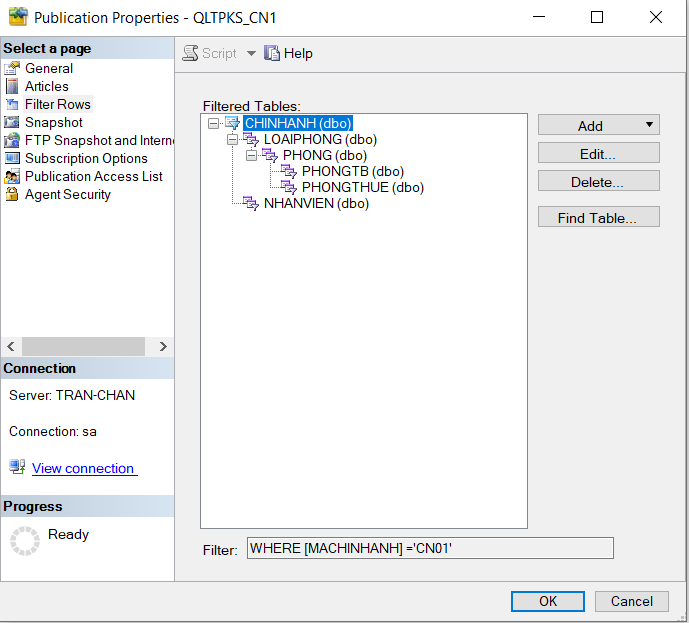 Publication Properties - QLTPKS_CN1
Select a page
General
Articles
Filter Rows
Snapshot
FTP Snapshot and Intern
Subscription Options
Publication Access List
Agent Security
Connection
Server: TRAN-CHAN
Connection: sa
View connection
Progress
Ready
Script
Help
Filtered Tables:
CHINHANH (dbo)
LOAIPHONG (dbo)
PHONG (dbo)
PHONGTB (dbo)
PHONGTHUE (dbo)
NHANVIEN (dbo)
Add
Edit...
Delete...
Find Table...
Filter:
WHERE [MACHINHANH] ='CN01'
OK
Cancel